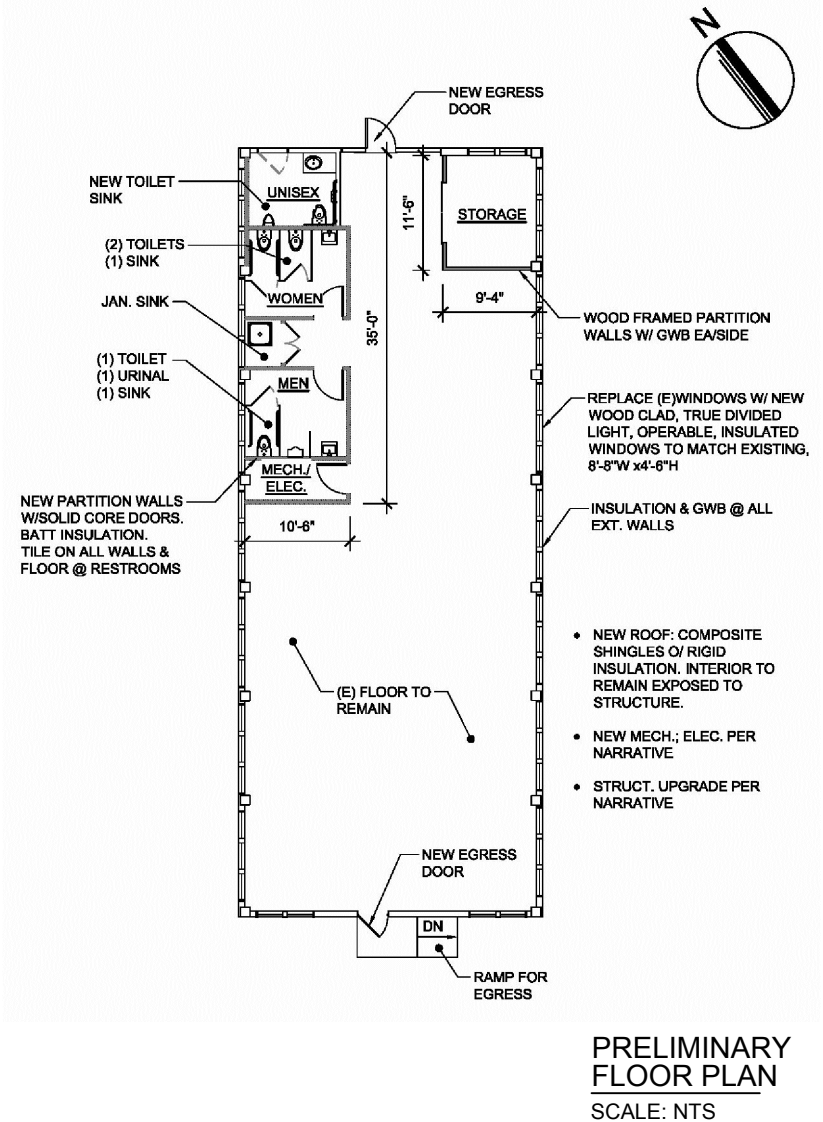 N
NEW EGRESS
DOOR
NEW TOILET
SINK
UNISEX
(2) TOILETS
(1) SINK
WOMEN
JAN. SINK
(1) TOILET
(1) URINAL
(1) SINK
MEN
MECH./
ELEC.
NEW PARTITION WALLS
W/SOLID CORE DOORS.
BATT INSULATION.
TILE ON ALL WALLS &
FLOOR @ RESTROOMS
10'-6"
35'-0"
11'-6"
STORAGE
9'-4"
WOOD FRAMED PARTITION
WALLS W/ GWB EA/SIDE
REPLACE (E)WINDOWS W/ NEW
WOOD CLAD, TRUE DIVIDED
LIGHT, OPERABLE, INSULATED
WINDOWS TO MATCH EXISTING,
8'-8"W x4'-6"H
INSULATION & GWB @ ALL
EXT. WALLS
(E) FLOOR TO
REMAIN
• NEW ROOF: COMPOSITE
SHINGLES O/ RIGID
INSULATION. INTERIOR TO
REMAIN EXPOSED TO
STRUCTURE.
• NEW MECH.; ELEC. PER
NARRATIVE
• STRUCT. UPGRADE PER
NARRATIVE
NEW EGRESS
DOOR
DN
RAMP FOR
EGRESS
PRELIMINARY
FLOOR PLAN
SCALE: NTS